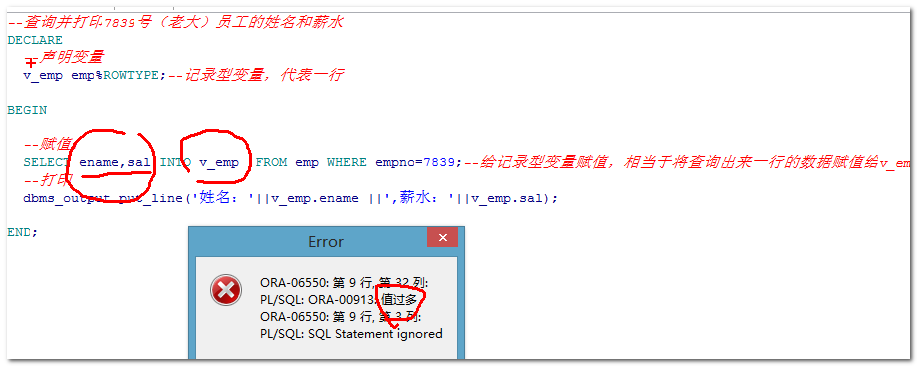 --查询并打印7839号（老大）员工的姓名和薪水
DECLARE
--声明变量
v_emp emp%ROWTYPE;--记录型变量，代表一行
BEGIN
--赋值
SELECT ename,sal INTO v_emp FROM emp WHERE empno=7839;--给记录型变量赋值，相当于将查询出来一行的数据赋值给v_em
--打印
dbms_output.put_line('姓名：'||v_emp.ename ||',薪水：'||v_emp.sal);
END;
Error
ORA-06550: 第 9 行, 第 32 列:
PL/SQL: ORA-00913: 值过多
ORA-06550: 第 9 行, 第 3 列:
PL/SQL: SQL Statement ignored